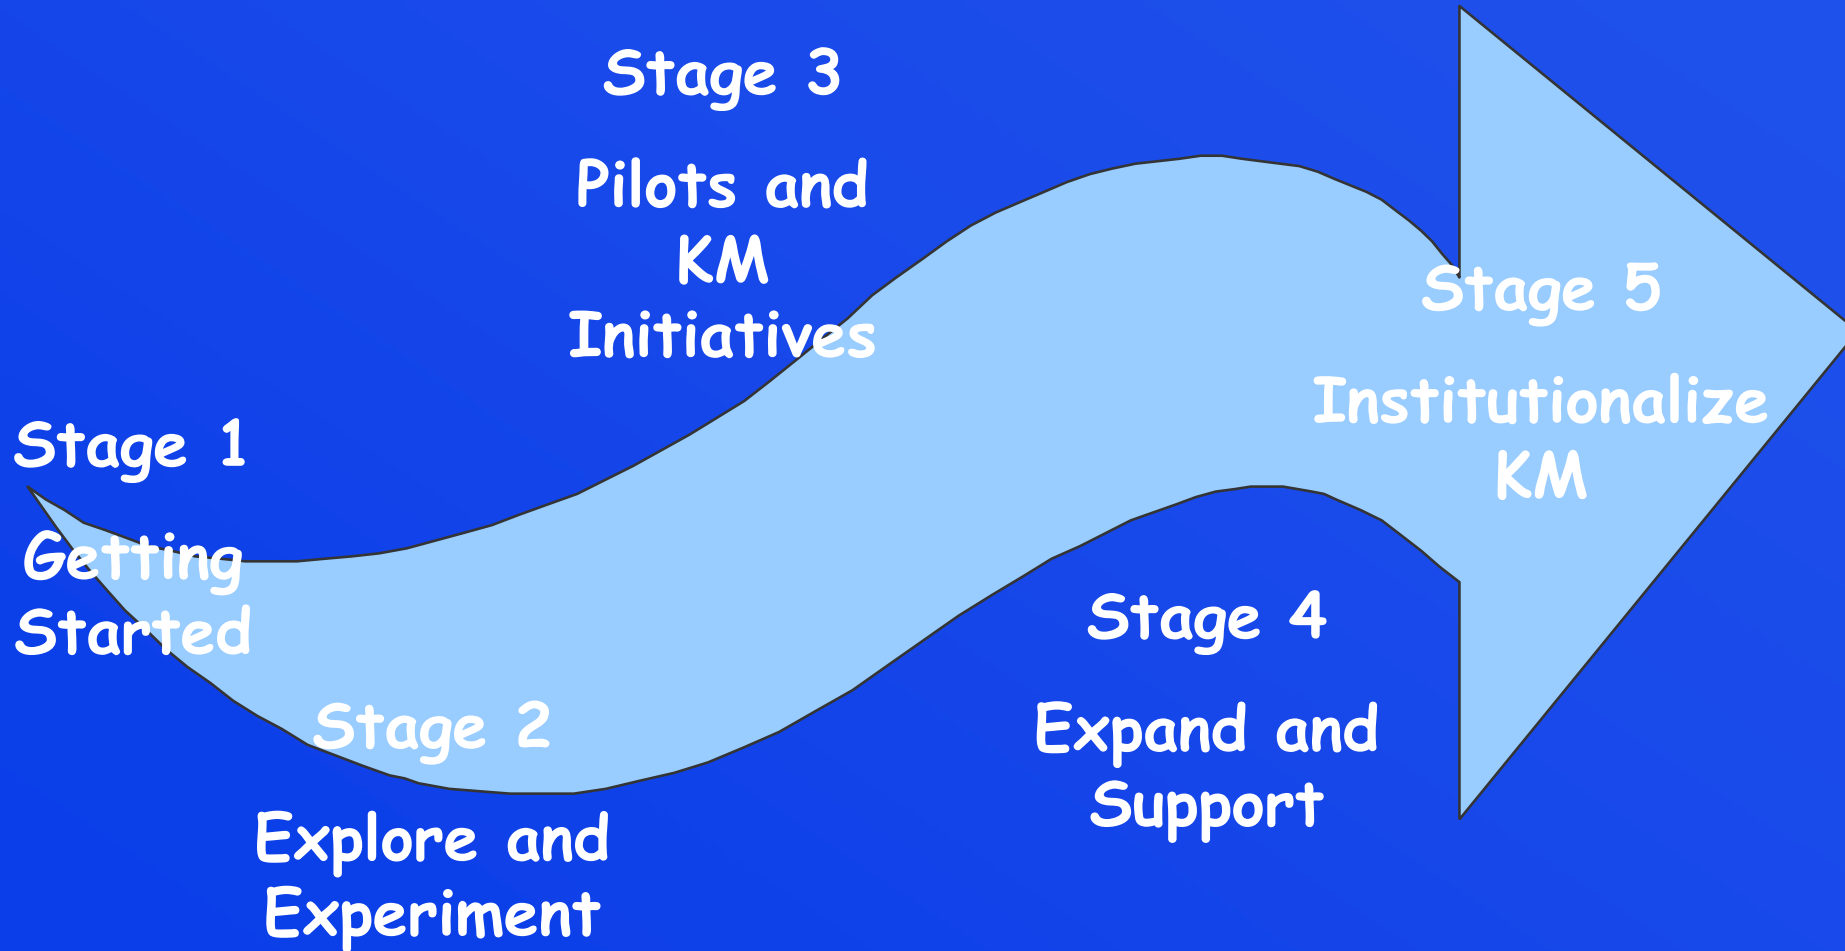 Stage 1
Getting
Started
Stage 2
Explore and
Experiment
Stage 3
Pilots and
KM
Initiatives
Stage 4
Expand and
Support
Stage 5
Institutionalize
KM